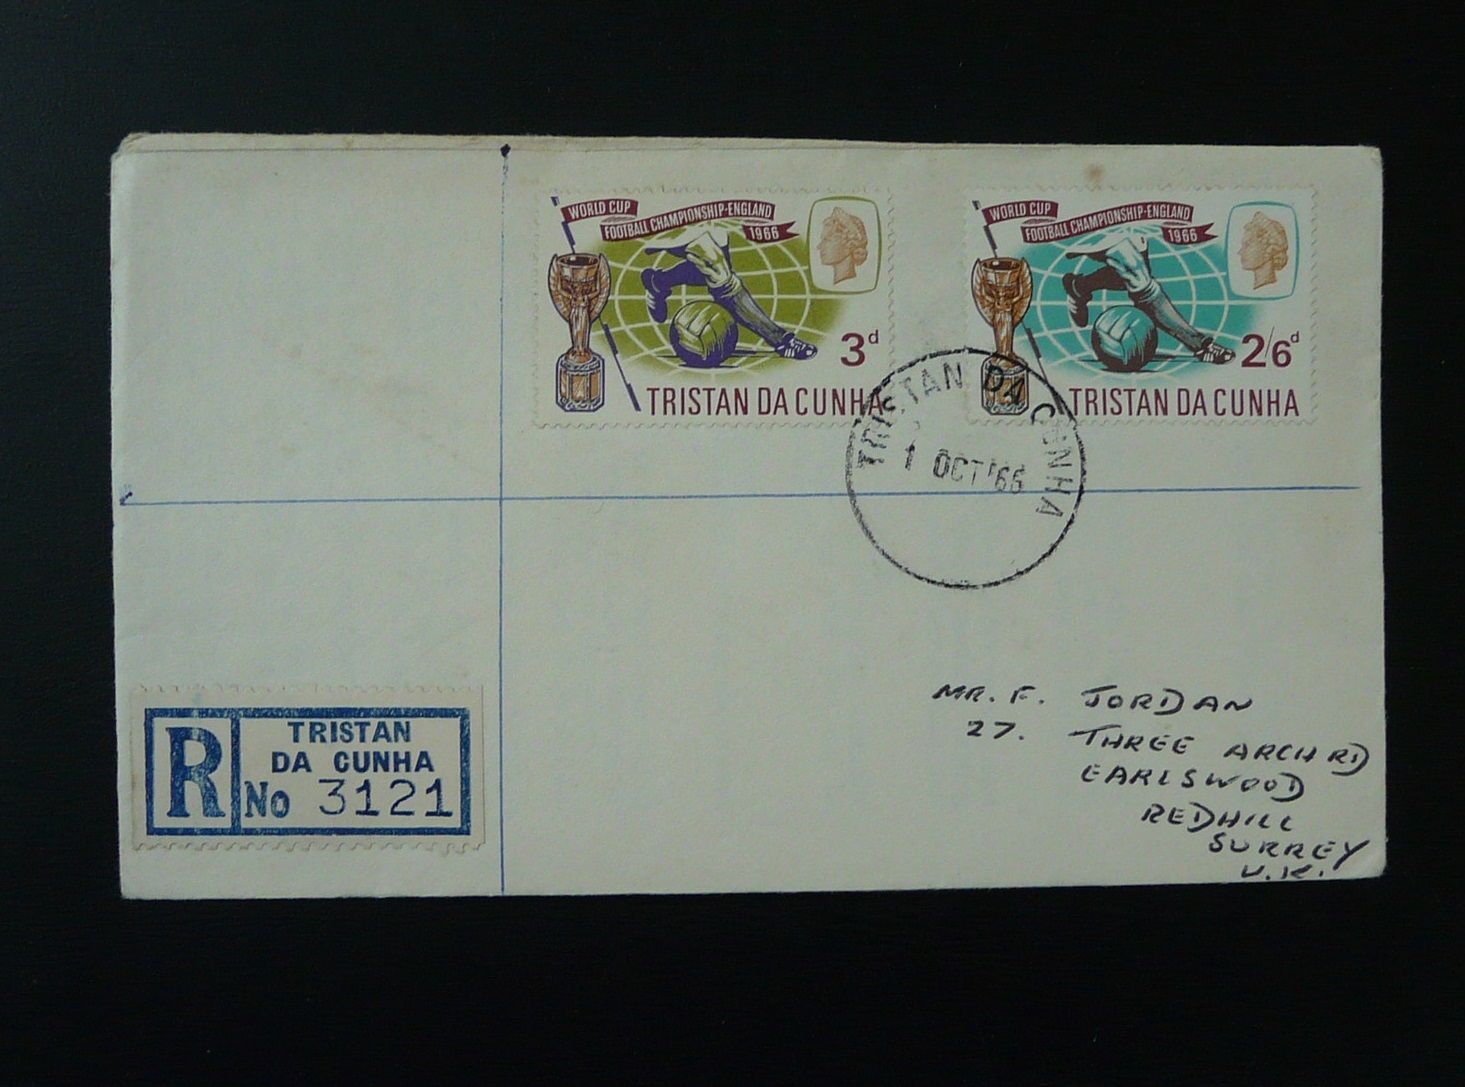 WORLD CUP
FOOTBALL CHAMPIONSHIP-ENGLAND
1966
3d
TRISTAN DA CUNHA
WORLD CUP
FOOTBALL CHAMPIONSHIP-ENGLAND
1966
2/6d
TRISTAN DA CUNHA
TRISTAN DA CUNHA
1 OCT '66
MR. F. JORDAN
27. THREE ARCH RD
EARLSWOOD
REDHILL
SURREY
U.K.
R
TRISTAN
DA CUNHA
No 3121